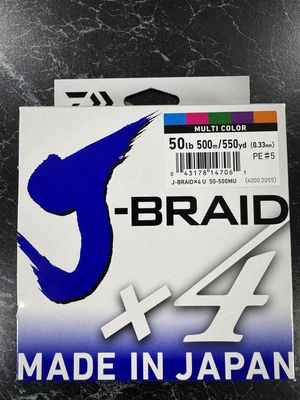 MULTI COLOR
50lb 500m/550yd (0.33mm)
PE#5
0 43178 14706 1
J-BRAID×4 U 50-500MU (4000 2055)
J-BRAID
×4
MADE IN JAPAN